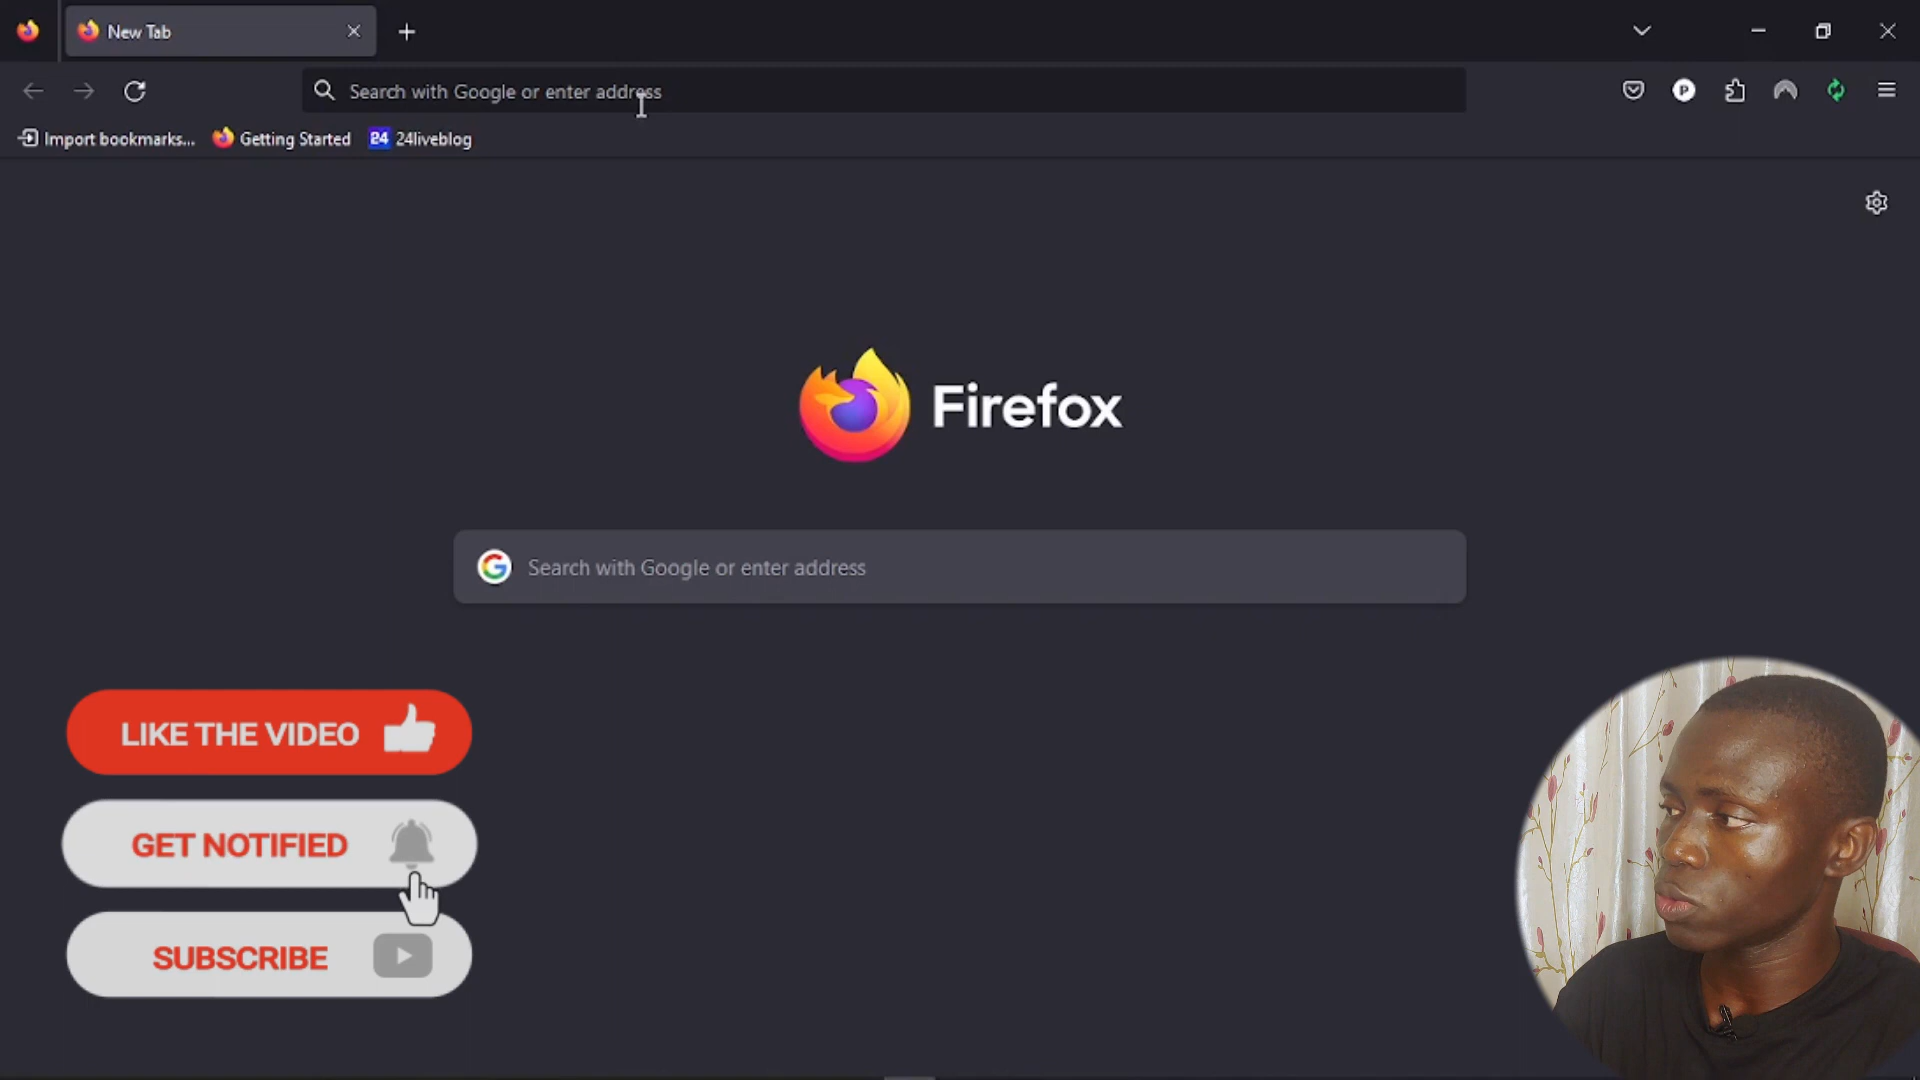 New Tab
Search with Google or enter address
Import bookmarks...
Getting Started
24 24liveblog
Firefox
Search with Google or enter address
LIKE THE VIDEO
GET NOTIFIED
SUBSCRIBE